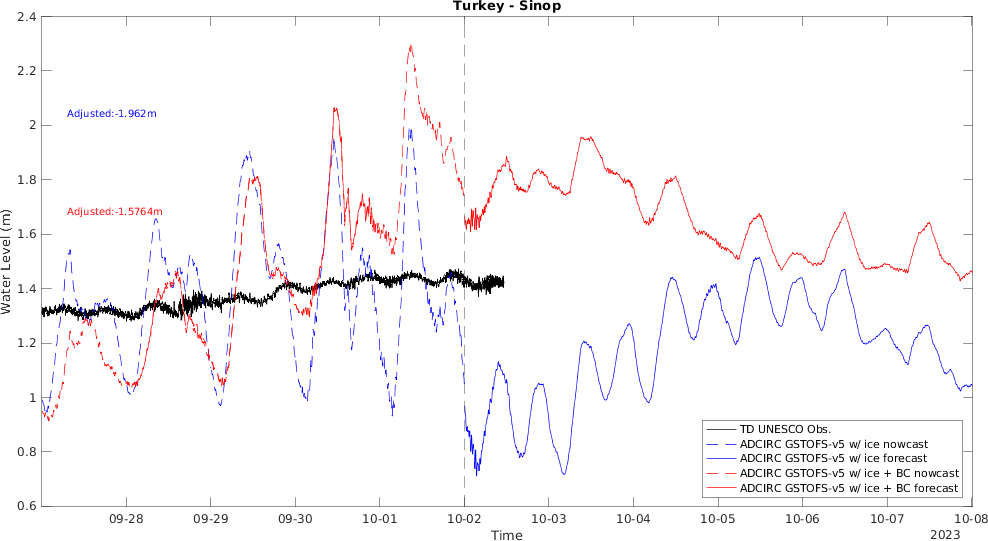 Turkey - Sinop
2.4
2.2
2
1.8
1.6
1.4
1.2
1
0.8
0.6
Water Level (m)
Adjusted:-1.962m
Adjusted:-1.5764m
TD UNESCO Obs.
ADCIRC GSTOFS-v5 w/ ice nowcast
ADCIRC GSTOFS-v5 w/ ice forecast
ADCIRC GSTOFS-v5 w/ ice + BC nowcast
ADCIRC GSTOFS-v5 w/ ice + BC forecast
09-28 09-29 09-30 10-01 10-02 10-03 10-04 10-05 10-06 10-07 10-08
Time
2023